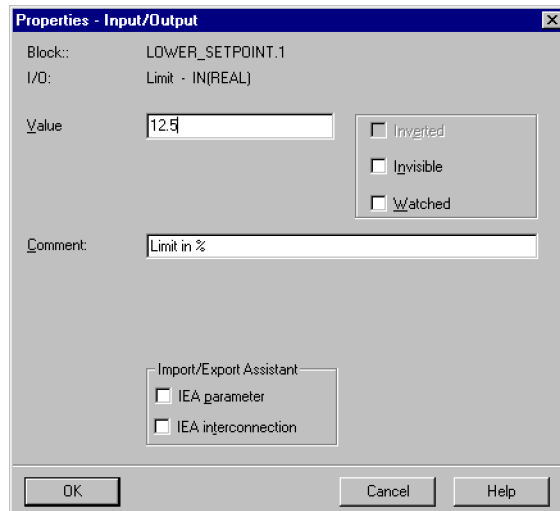 Properties - Input/Output
Block:: LOWER_SETPOINT.1
I/O: Limit - IN(REAL)
Value 12.5
Inverted
Invisible
Watched
Comment: Limit in %
Import/Export Assistant
IEA parameter
IEA interconnection
OK Cancel Help